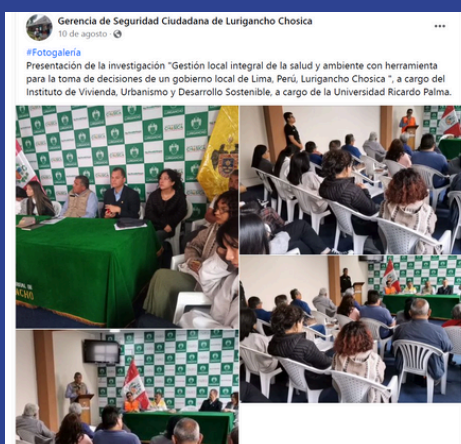 Gerencia de Seguridad Ciudadana de Lurigancho Chosica
10 de agosto ·
#Fotogalería
Presentación de la investigación "Gestión local integral de la salud y ambiente con herramienta
para la toma de decisiones de un gobierno local de Lima, Perú, Lurigancho Chosica ", a cargo del
Instituto de Vivienda, Urbanismo y Desarrollo Sostenible, a cargo de la Universidad Ricardo Palma.